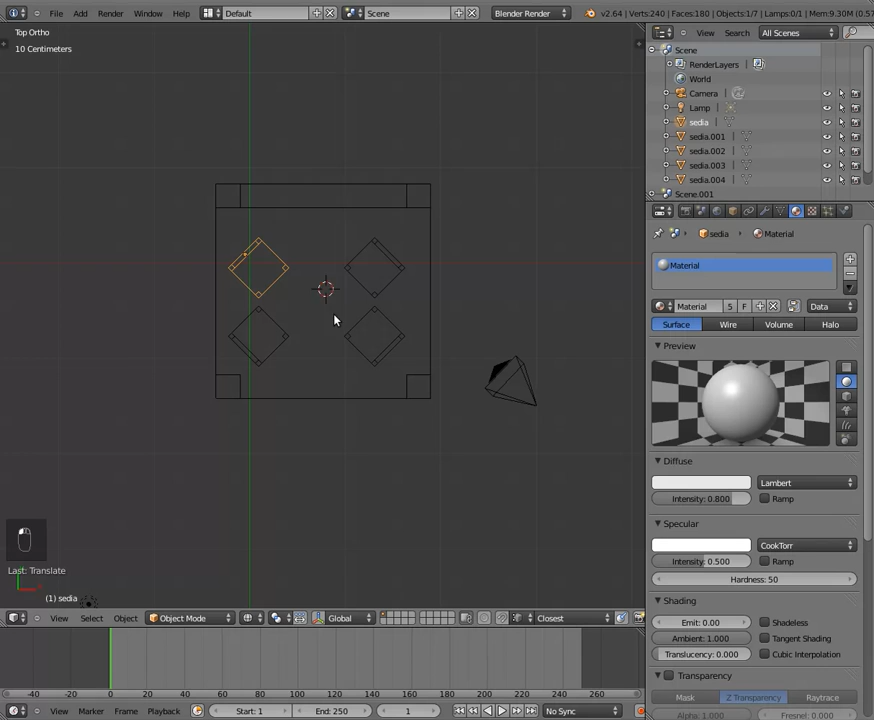 File Add Render Window Help Default Scene Blender Render v2.64 | Verts:240 | Faces:180 | Objects:1/7 | Lamps:0/1 | Mem:9.30M (0.5
Top Ortho
10 Centimeters
View Search All Scenes
Scene
RenderLayers
World
Camera
Lamp
sedia
sedia.001
sedia.002
sedia.003
sedia.004
Scene.001
sedia Material
Material
Material 5 F Data
Surface Wire Volume Halo
Preview
Diffuse
Lambert
Intensity: 0.800 Ramp
Specular
CookTorr
Intensity: 0.500 Ramp
Hardness: 50
Shading
Emit: 0.00 Shadeless
Ambient: 1.000 Tangent Shading
Translucency: 0.000 Cubic Interpolation
Transparency
Mask Z Transparency Raytrace
Alpha: 1.000 Fresnel: 0.000
Last: Translate
(1) sedia
View Select Object Object Mode Global Closest
-40 -20 0 20 40 60 80 100 120 140 160 180 200 220 240 260
View Marker Frame Playback Start: 1 End: 250 1 No Sync